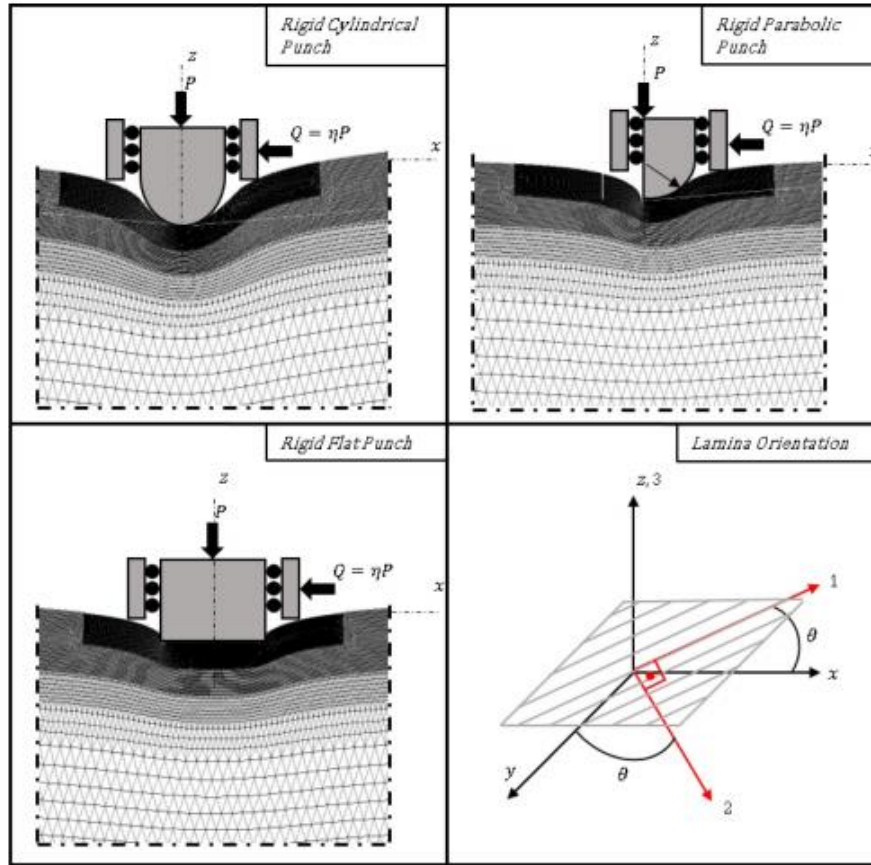 Rigid Cylindrical
Punch
z
P
Q = ηP
x
Rigid Parabolic
Punch
z
P
Q = ηP
Rigid Flat Punch
z
P
Q = ηP
x
Lamina Orientation
z, 3
1
θ
x
y
θ
2